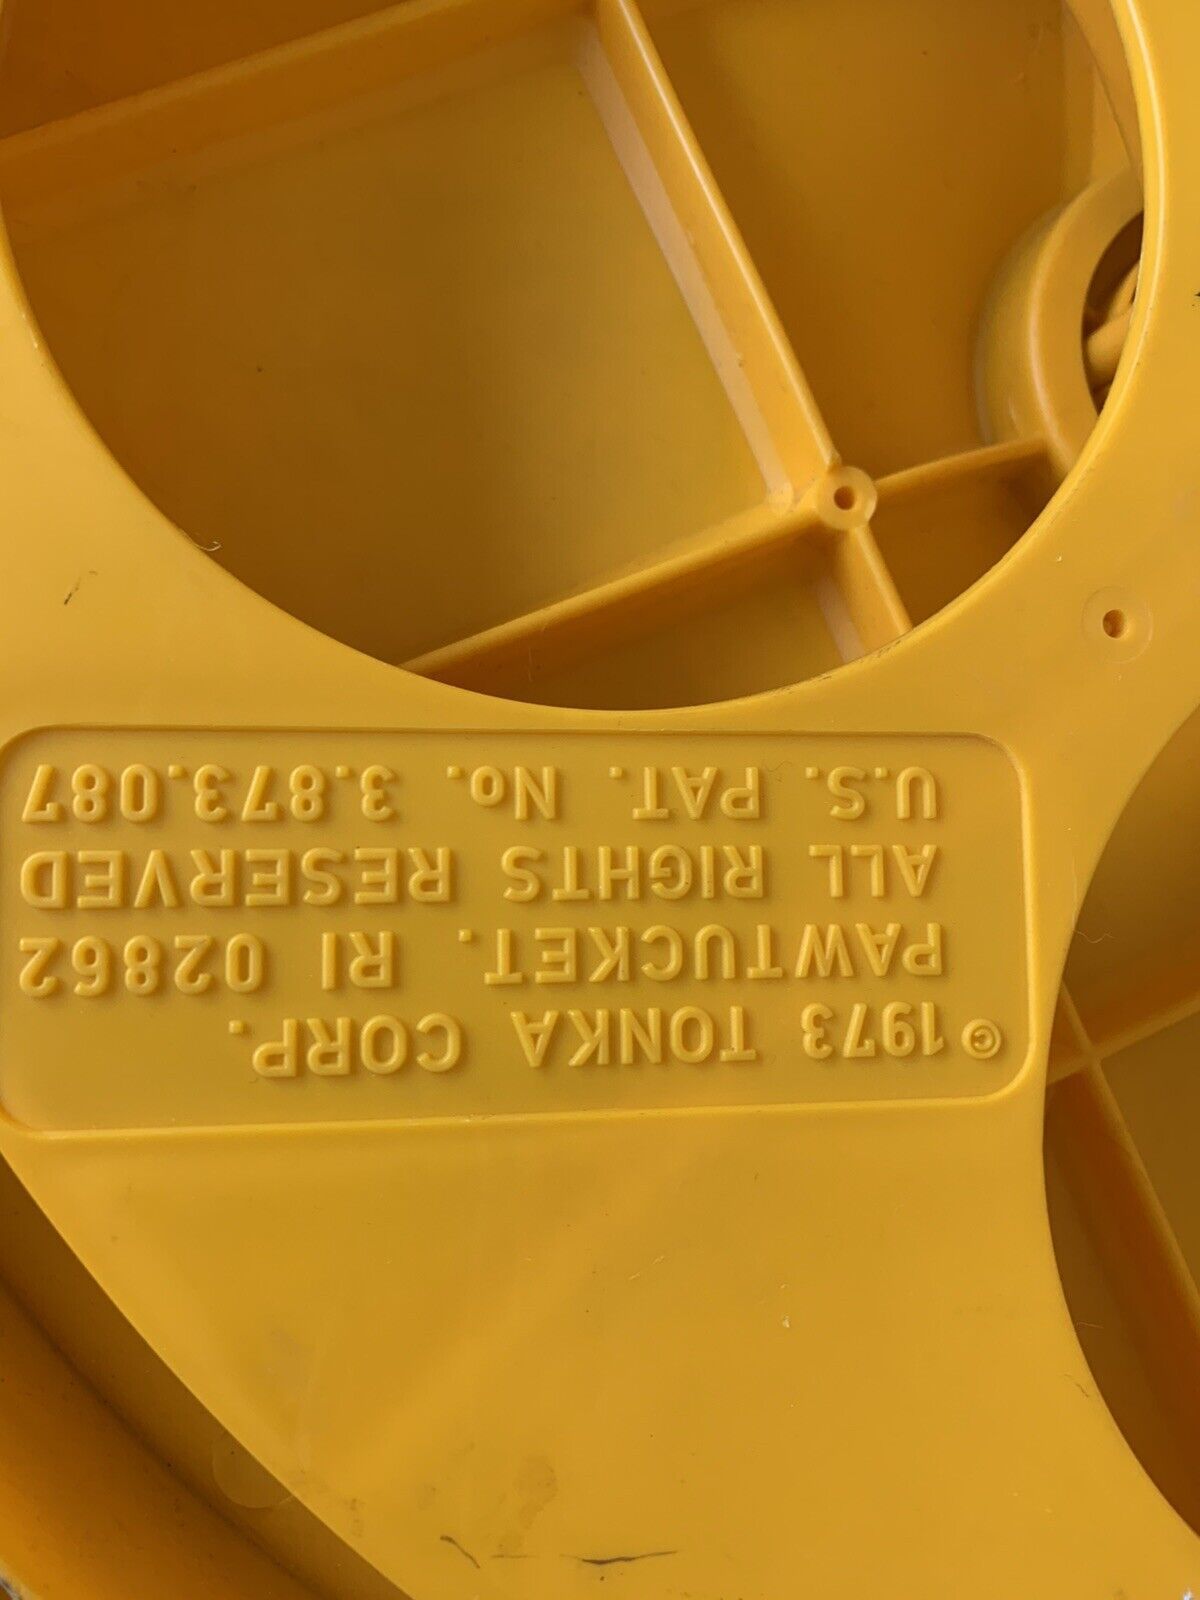 ©1973 TONKA CORP.
PAWTUCKET. RI 02862
ALL RIGHTS RESERVED
U.S. PAT. No. 3.873.087